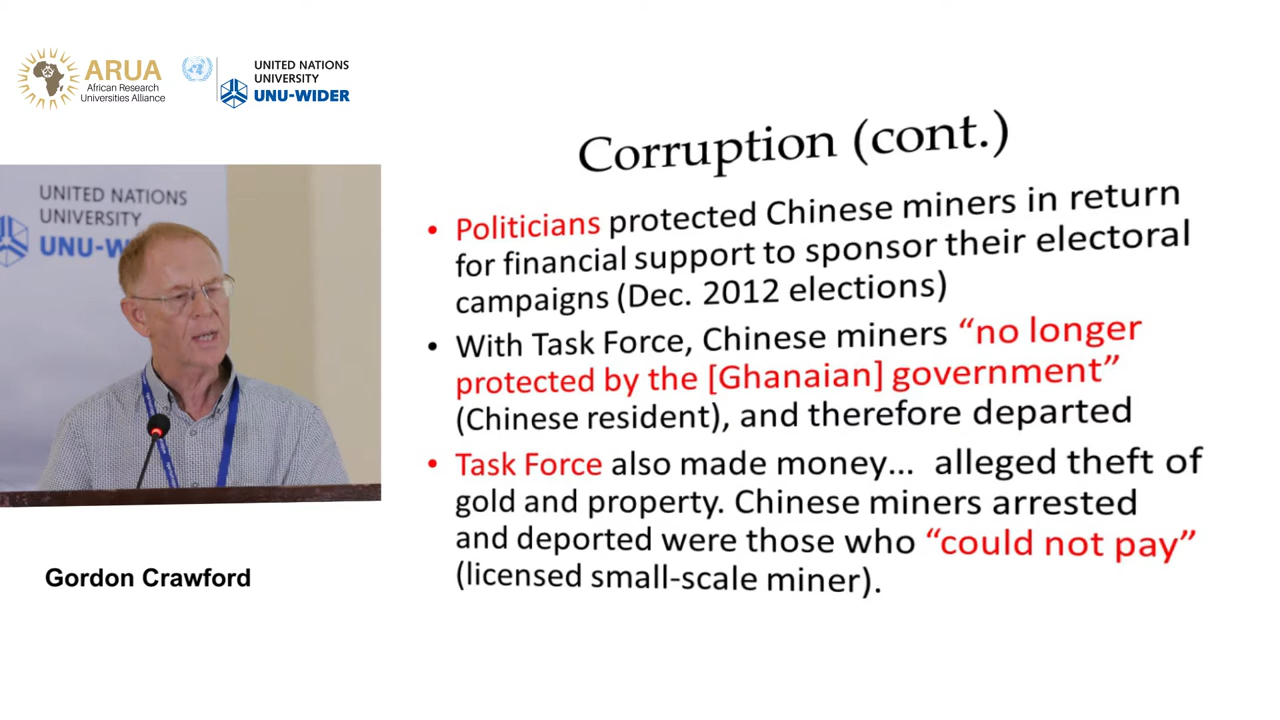 ARUA
African Research
Universities Alliance
UNITED NATIONS
UNIVERSITY
UNU-WIDER
UNITED NATIONS
UNIVERSITY
UNU-W
Gordon Crawford
Corruption (cont.)
• Politicians protected Chinese miners in return
for financial support to sponsor their electoral
campaigns (Dec. 2012 elections)
• With Task Force, Chinese miners “no longer
protected by the [Ghanaian] government”
(Chinese resident), and therefore departed
• Task Force also made money... alleged theft of
gold and property. Chinese miners arrested
and deported were those who “could not pay”
(licensed small-scale miner).